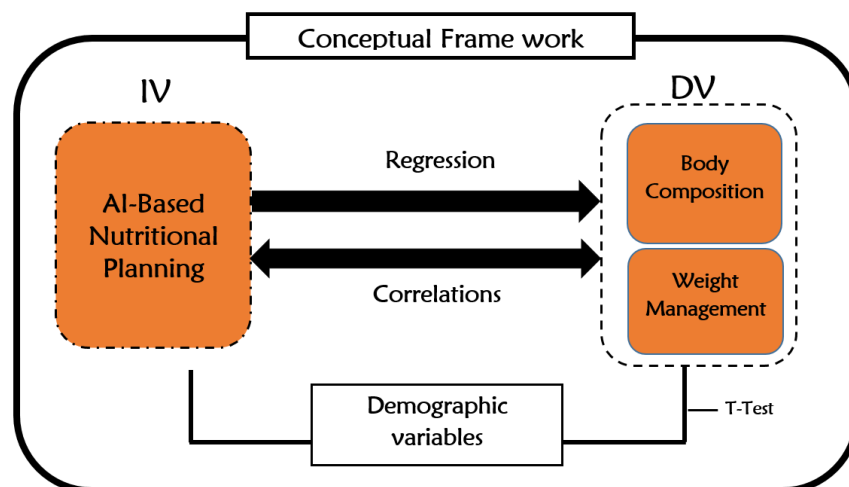 Conceptual Frame work
IV
DV
AI-Based
Nutritional
Planning
Regression
Correlations
Body
Composition
Weight
Management
Demographic
variables
T-Test